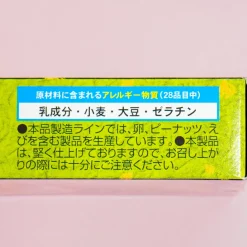 原材料に含まれるアレルギー物質(28品目中)
乳成分・小麦・大豆・ゼラチン
●本品製造ラインでは、卵、ピーナッツ、え
びを含む製品を生産しています。●本製品
は、堅く仕上げておりますので、お召し上が
りの際には十分にご注意ください。